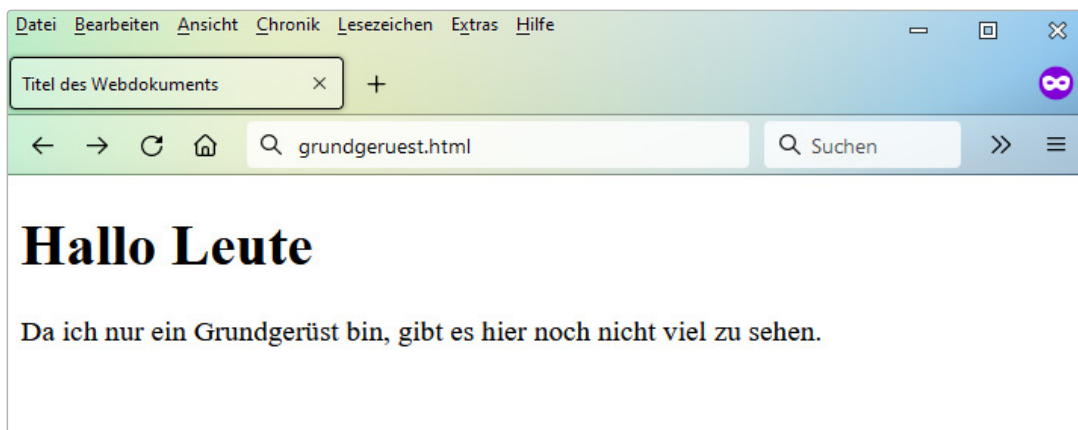 Datei Bearbeiten Ansicht Chronik Lesezeichen Extras Hilfe
Titel des Webdokuments
grundgeruest.html Suchen
Hallo Leute
Da ich nur ein Grundgerüst bin, gibt es hier noch nicht viel zu sehen.